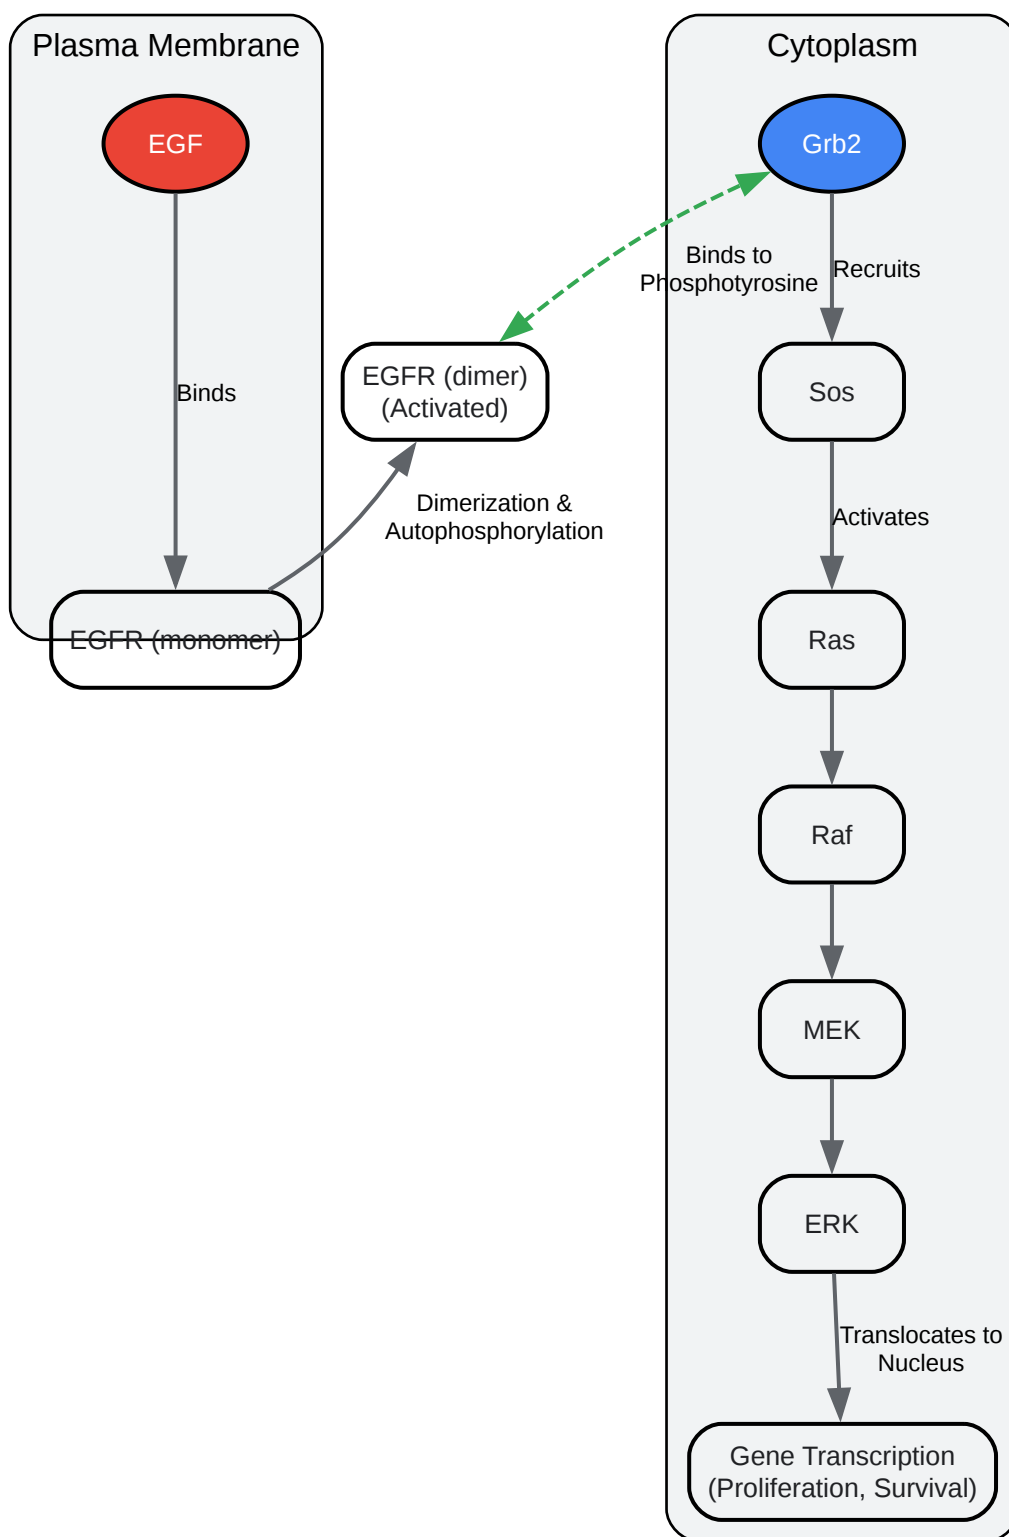 Plasma Membrane
EGF
Binds
EGFR (monomer)
EGFR (dimer)
(Activated)
Dimerization &
Autophosphorylation
Cytoplasm
Grb2
Binds to
Phosphotyrosine
Recruits
Sos
Activates
Ras
Raf
MEK
ERK
Translocates to
Nucleus
Gene Transcription
(Proliferation, Survival)